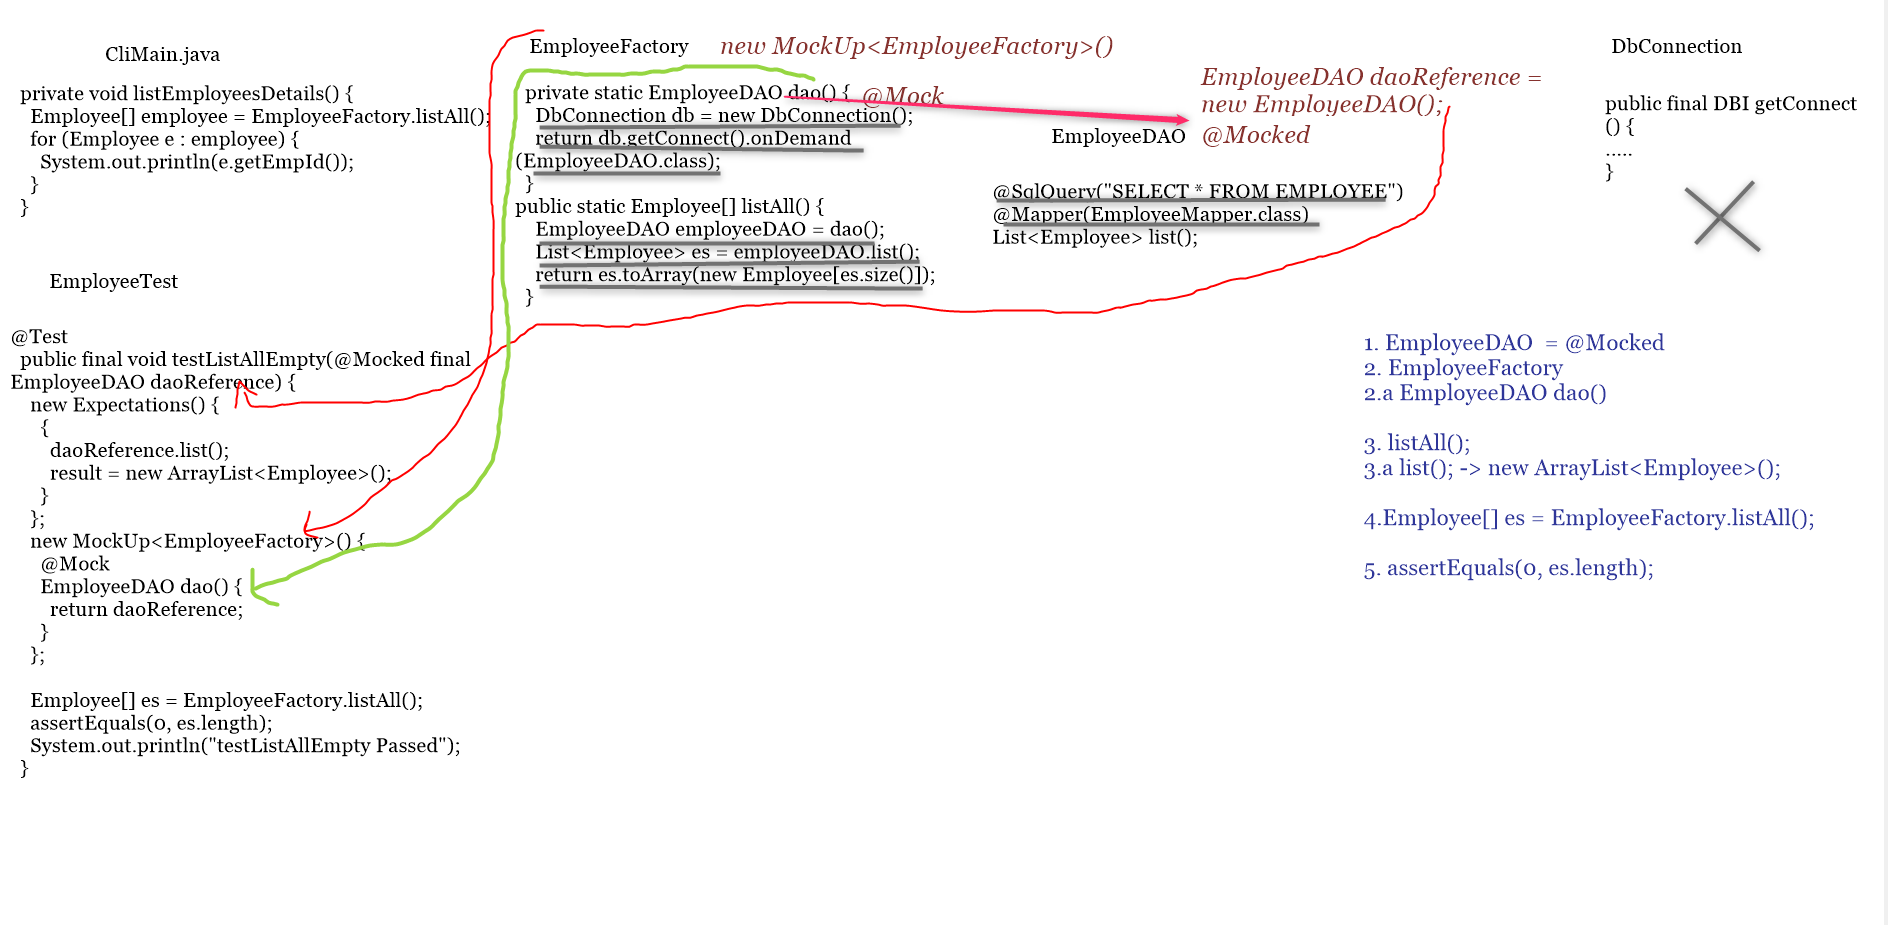 CliMain.java
private void listEmployeesDetails() {
Employee[] employee = EmployeeFactory.listAll();
for (Employee e : employee) {
System.out.println(e.getEmpId());
}
}
EmployeeTest
@Test
public final void testListAllEmpty(@Mocked final
EmployeeDAO daoReference) {
new Expectations() {
{
daoReference.list();
result = new ArrayList<Employee>();
}
};
new MockUp<EmployeeFactory>() {
@Mock
EmployeeDAO dao() {
return daoReference;
}
};
Employee[] es = EmployeeFactory.listAll();
assertEquals(0, es.length);
System.out.println("testListAllEmpty Passed");
}
EmployeeFactory
new MockUp<EmployeeFactory>()
private static EmployeeDAO dao() {
@Mock
DbConnection db = new DbConnection();
return db.getConnect().onDemand
(EmployeeDAO.class);
}
public static Employee[] listAll() {
EmployeeDAO employeeDAO = dao();
List<Employee> es = employeeDAO.list();
return es.toArray(new Employee[es.size()]);
}
EmployeeDAO daoReference =
new EmployeeDAO();
EmployeeDAO
@Mocked
@SqlQuery("SELECT * FROM EMPLOYEE")
@Mapper(EmployeeMapper.class)
List<Employee> list();
DbConnection
public final DBI getConnect
() {
.....
}
1. EmployeeDAO = @Mocked
2. EmployeeFactory
2.a EmployeeDAO dao()
3. listAll();
3.a list(); -> new ArrayList<Employee>();
4.Employee[] es = EmployeeFactory.listAll();
5. assertEquals(0, es.length);